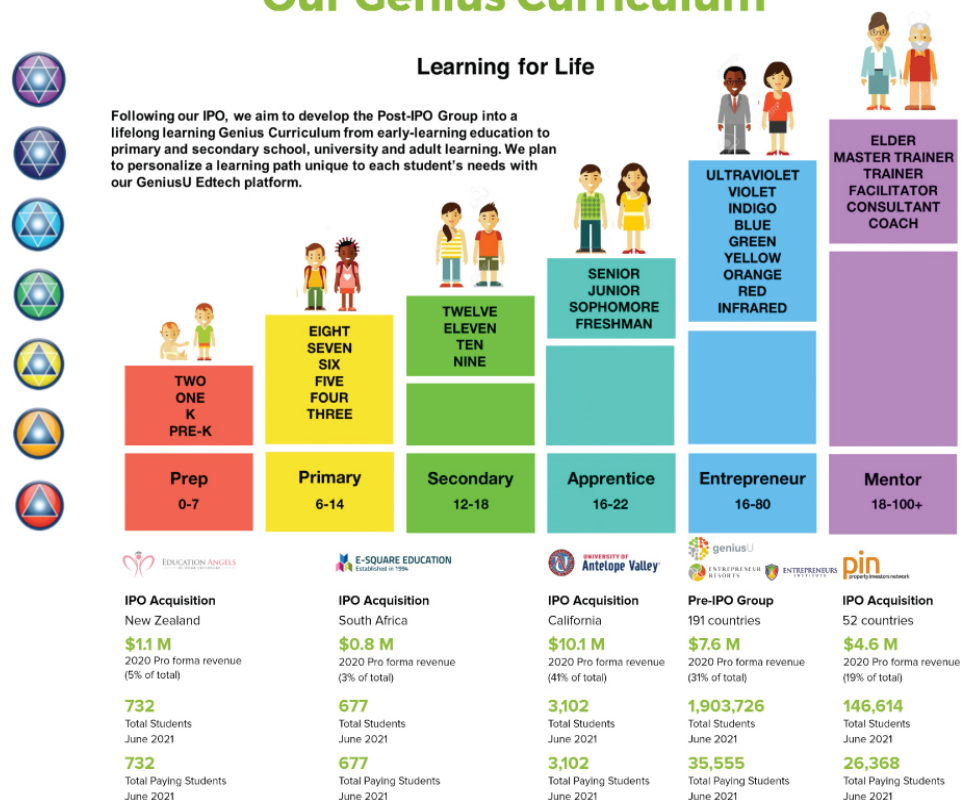 Our Genius Curriculum
Learning for Life
Following our IPO, we aim to develop the Post-IPO Group into a
lifelong learning Genius Curriculum from early-learning education to
primary and secondary school, university and adult learning. We plan
to personalize a learning path unique to each student's needs with
our GeniusU Edtech platform.
TWO
ONE
K
PRE-K
Prep
0-7
EIGHT
SEVEN
SIX
FIVE
FOUR
THREE
Primary
6-14
TWELVE
ELEVEN
TEN
NINE
Secondary
12-18
SENIOR
JUNIOR
SOPHOMORE
FRESHMAN
Apprentice
16-22
ULTRAVIOLET
VIOLET
INDIGO
BLUE
GREEN
YELLOW
ORANGE
RED
INFRARED
Entrepreneur
16-80
ELDER
MASTER TRAINER
TRAINER
FACILITATOR
CONSULTANT
COACH
Mentor
18-100+
EDUCATION ANGELS
IPO Acquisition
New Zealand
$1.1 M
2020 Pro forma revenue
(5% of total)
732
Total Students
June 2021
732
Total Paying Students
June 2021
E-SQUARE EDUCATION
Established in 1994
IPO Acquisition
South Africa
$0.8 M
2020 Pro forma revenue
(3% of total)
677
Total Students
June 2021
677
Total Paying Students
June 2021
UNIVERSITY OF
Antelope Valley
IPO Acquisition
California
$10.1 M
2020 Pro forma revenue
(41% of total)
3,102
Total Students
June 2021
3,102
Total Paying Students
June 2021
geniusU
ENTREPRENEUR
RESORTS
ENTREPRENEURS
INSTITUTE
Pre-IPO Group
191 countries
$7.6 M
2020 Pro forma revenue
(31% of total)
1,903,726
Total Students
June 2021
35,555
Total Paying Students
June 2021
pin
property investors network
IPO Acquisition
52 countries
$4.6 M
2020 Pro forma revenue
(19% of total)
146,614
Total Students
June 2021
26,368
Total Paying Students
June 2021